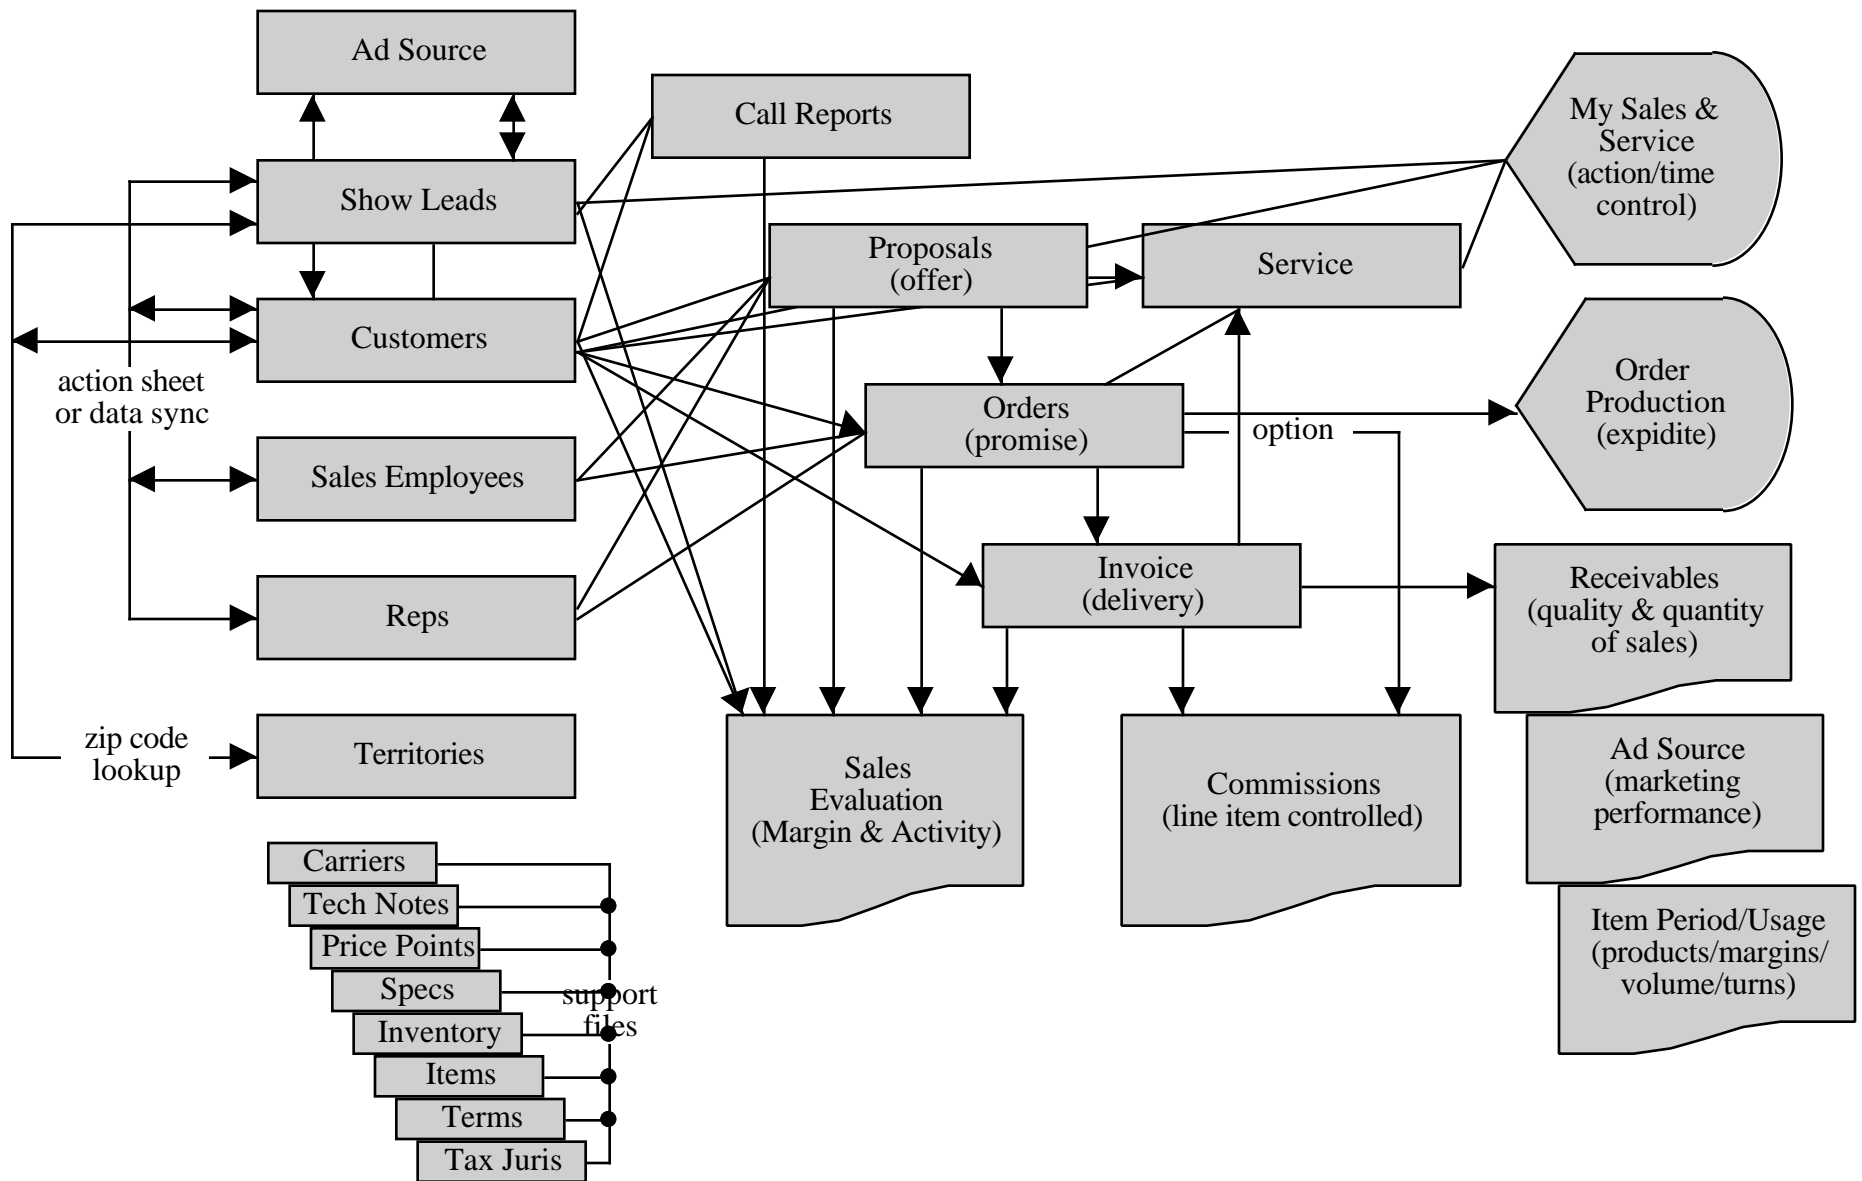 Ad Source
Call Reports
My Sales &
Service
(action/time
control)
Show Leads
Proposals
(offer)
Service
Customers
action sheet
or data sync
Orders
(promise)
option
Order
Production
(expidite)
Sales Employees
Invoice
(delivery)
Receivables
(quality & quantity
of sales)
Reps
zip code
lookup
Territories
Sales
Evaluation
(Margin & Activity)
Commissions
(line item controlled)
Ad Source
(marketing
performance)
Item Period/Usage
(products/margins/
volume/turns)
Carriers
Tech Notes
Price Points
Specs
support
files
Inventory
Items
Terms
Tax Juris